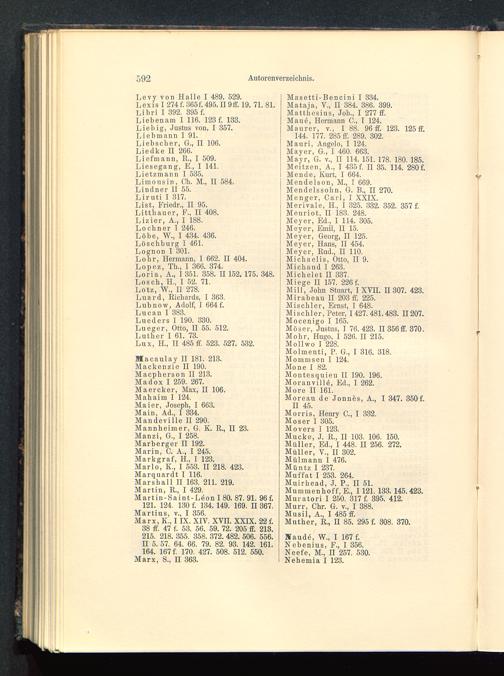 592
Autorenverzeichnis.
Levy von Halle I 489. 529.
Lexis I 274 f. 365 f. 495. II 9 ff. 19. 71. 81.
Libri I 392. 395 f.
Liebenam I 116. 123 f. 133.
Liebig, Justus von, I 357.
Liebmann I 91.
Liebscher, G., II 106.
Liedke II 266.
Liefmann, R., I 509.
Liesegang, E., I 141.
Lietzmann I 535.
Limousin, Ch. M., II 584.
Lindner II 55.
Liruti I 317.
List, Friedr., II 95.
Litthauer, F., II 408.
Lizier, A., I 188.
Lochner I 246.
Löbe, W., I 434. 436.
Löschburg I 461.
Lognon I 301.
Lohr, Hermann, I 662. II 404.
Lopez, Th., I 366. 374.
Loria, A., I 351. 358. II 152. 175. 348.
Losch, H., I 52. 71.
Lotz, W., II 278.
Luard, Richards, I 363.
Lubnow, Adolf, I 664 f.
Lucan I 383.
Lueders I 190. 330.
Lueger, Otto, II 55. 512.
Luther I 61. 73.
Lux, H., II 485 ff. 523. 527. 532.
Macaulay II 181. 213.
Mackenzie II 190.
Macpherson II 213.
Madox I 259. 267.
Maercker, Max, II 106.
Mahaim I 124.
Maier, Joseph, I 663.
Main, Ad., I 334.
Mandeville II 290.
Mannheimer, G. K. R., II 23.
Manzi, G., I 258.
Marberger II 192.
Marin, C. A., I 245.
Markgraf, H., I 123.
Marlo, K., I 553. II 218. 423.
Marquardt I 116.
Marshall II 163. 211. 219.
Martin, R., I 429.
Martin-Saint-Léon I 80. 87. 91. 96 f.
121. 124. 130 f. 134. 149. 169. II 367.
Martius, v., I 356.
Marx, K., I IX. XIV. XVII. XXIX. 22 f.
38 ff. 47 f. 53. 56. 59. 72. 205 ff. 213.
215. 218. 355. 358. 372. 482. 506. 556.
II 5. 57. 64. 66. 79. 82. 93. 142. 161.
164. 167 f. 170. 427. 508. 512. 550.
Marx, S., II 363.
Masetti-Bencini I 334.
Mataja, V., II 384. 386. 399.
Matthesius, Joh., I 277 ff.
Maué, Hermann C., I 124.
Maurer, v., I 88. 96 ff. 123. 125 ff.
144. 177. 285 ff. 289. 302.
Mauri, Angelo, I 124.
Mayer, G., I 460. 663.
Mayr, G. v., II 114. 151. 178. 180. 185.
Meitzen, A., I 435 f. II 35. 114. 280 f.
Mende, Kurt, I 664.
Mendelson, M., I 669.
Mendelssohn, G. B., II 270.
Menger, Carl, I XXIX.
Merivale, H., I 325. 332. 352. 357 f.
Meuriot, II 183. 248.
Meyer, Ed., I 114. 305.
Meyer, Emil, II 15.
Meyer, Georg, II 125.
Meyer, Hans, II 454.
Meyer, Rud., II 110.
Michaelis, Otto, II 9.
Michaud I 263.
Michelet II 337.
Miege II 157. 226 f.
Mill, John Stuart, I XVII. II 307. 423.
Mirabeau II 203 ff. 225.
Mischler, Ernst, I 648.
Mischler, Peter, I 427. 481. 483. II 207.
Mocenigo I 165.
Möser, Justus, I 76. 423. II 356 ff. 370.
Mohr, Hugo, I 526. II 215.
Mollwo I 228.
Molmenti, P. G., I 316. 318.
Mommsen I 124.
Mone I 82.
Montesquieu II 190. 196.
Moranvillé, Ed., I 262.
More II 161.
Moreau de Jonnès, A., I 347. 350 f.
II 45.
Morris, Henry C., I 332.
Moser I 305.
Movers I 123.
Mucke, J. R., II 103. 106. 150.
Müller, Ed., I 448. II 256. 272.
Müller, V., II 302.
Mülmann I 476.
Müntz I 237.
Muffat I 253. 264.
Muirhead, J. P., II 51.
Mummenhoff, E., I 121. 133. 145. 423.
Muratori I 250. 317 f. 395. 412.
Murr, Chr. G. v., I 388.
Musil, A., I 485 ff.
Muther, R., II 85. 295 f. 308. 370.
Naudé, W., I 167 f.
Nebenius, F., I 356.
Neefe, M., II 257. 530.
Nehemia I 123.